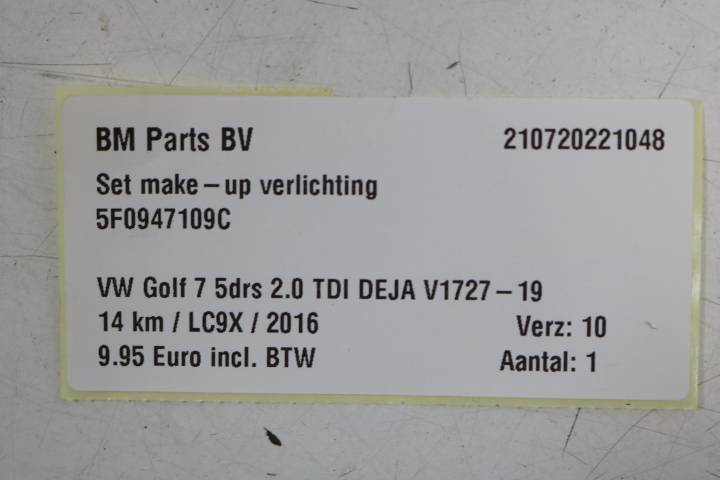 BM Parts BV 210720221048
Set make-up verlichting
5F0947109C
VW Golf 7 5drs 2.0 TDI DEJA V1727-19
14 km / LC9X / 2016 Verz: 10
9.95 Euro incl. BTW Aantal: 1